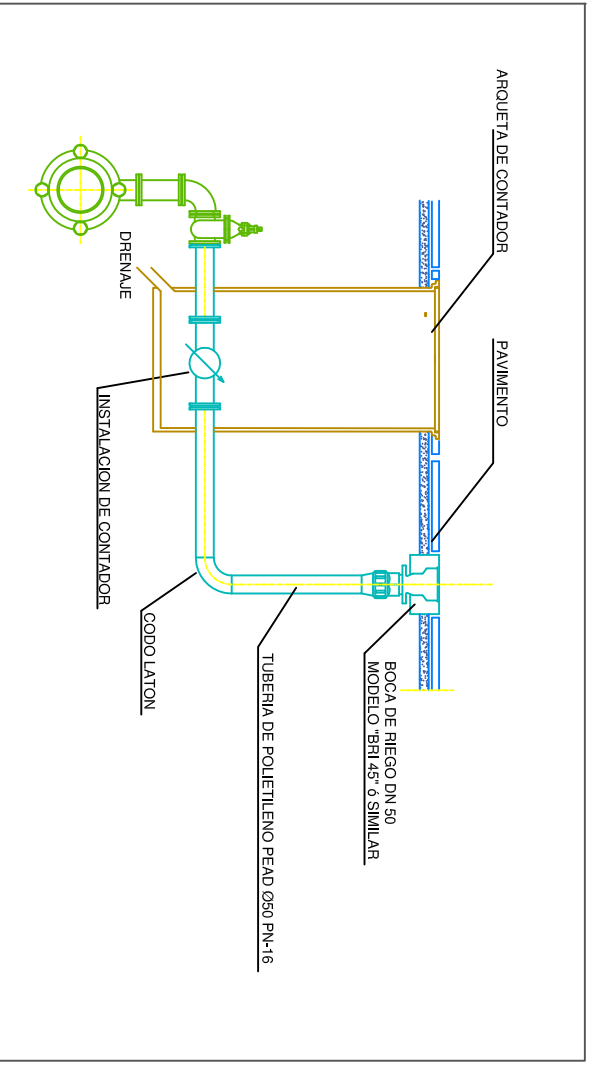 ARQUETA DE CONTADOR
PAVIMENTO
BOCA DE RIEGO DN 50
MODELO "BRI 45" ó SIMILAR
TUBERIA DE POLIETILENO PEAD Ø50 PN-16
CODO LATON
INSTALACION DE CONTADOR
DRENAJE